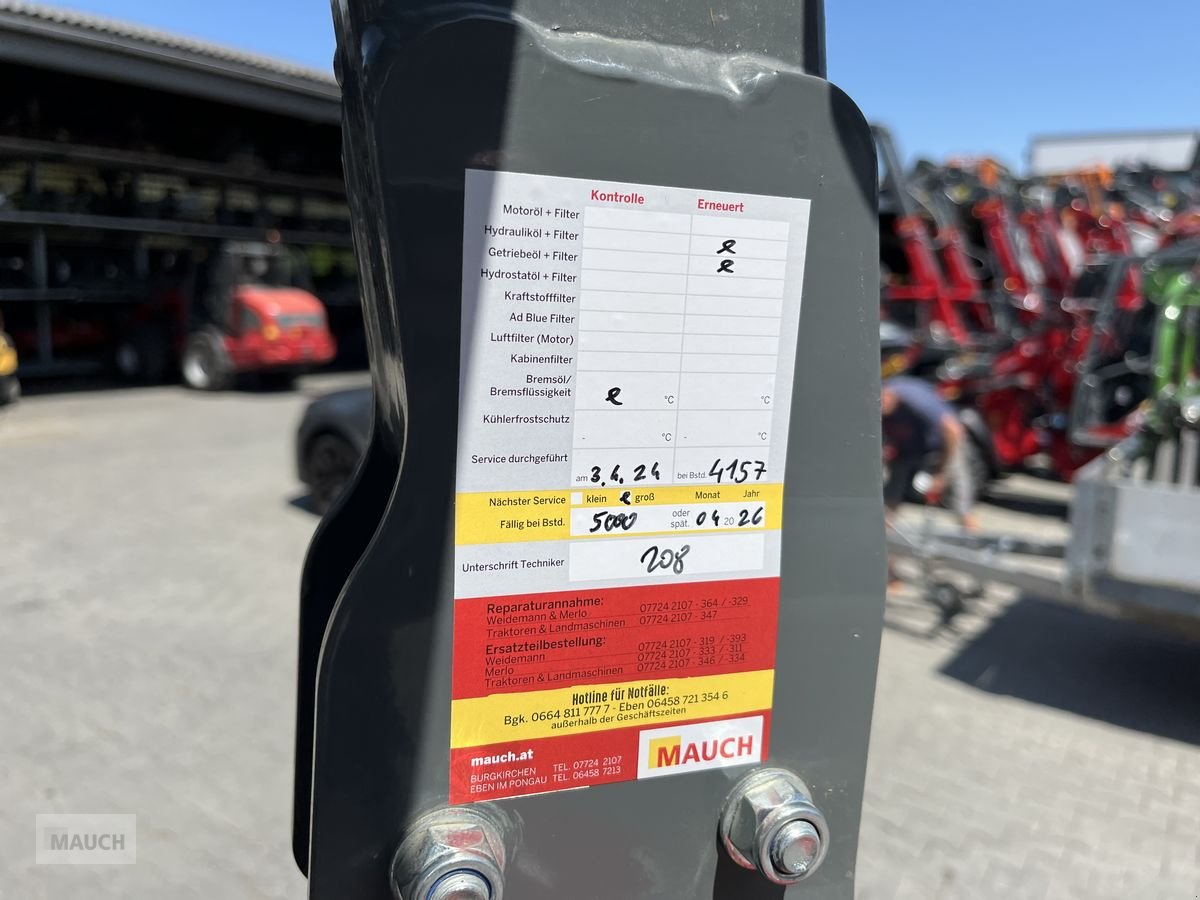 Kontrolle Erneuert
Motoröl + Filter
Hydrauliköl + Filter
Getriebeöl + Filter
Hydrostatöl + Filter
Kraftstofffilter
Ad Blue Filter
Luftfilter (Motor)
Kabinenfilter
Bremsöl/
Bremsflüssigkeit °C °C
Kühlerfrostschutz - °C - °C
Service durchgeführt am 3.4.24 bei Bstd. 4157
Nächster Service klein groß Monat Jahr
Fällig bei Bstd. 5000 oder spät. 04 20 26
Unterschrift Techniker 208
Reparaturannahme:
Weidemann & Merlo 07724 2107 - 364 / -329
Traktoren & Landmaschinen 07724 2107 - 347
Ersatzteilbestellung:
Weidemann 07724 2107 - 319 / -393
Merlo 07724 2107 - 333 / -311
Traktoren & Landmaschinen 07724 2107 - 346 / -334
Hotline für Notfälle:
Bgk. 0664 811 777 7 - Eben 06458 721 354 6
außerhalb der Geschäftszeiten
mauch.at
BURGKIRCHEN TEL. 07724 2107
EBEN IM PONGAU TEL. 06458 7213
MAUCH
MAUCH